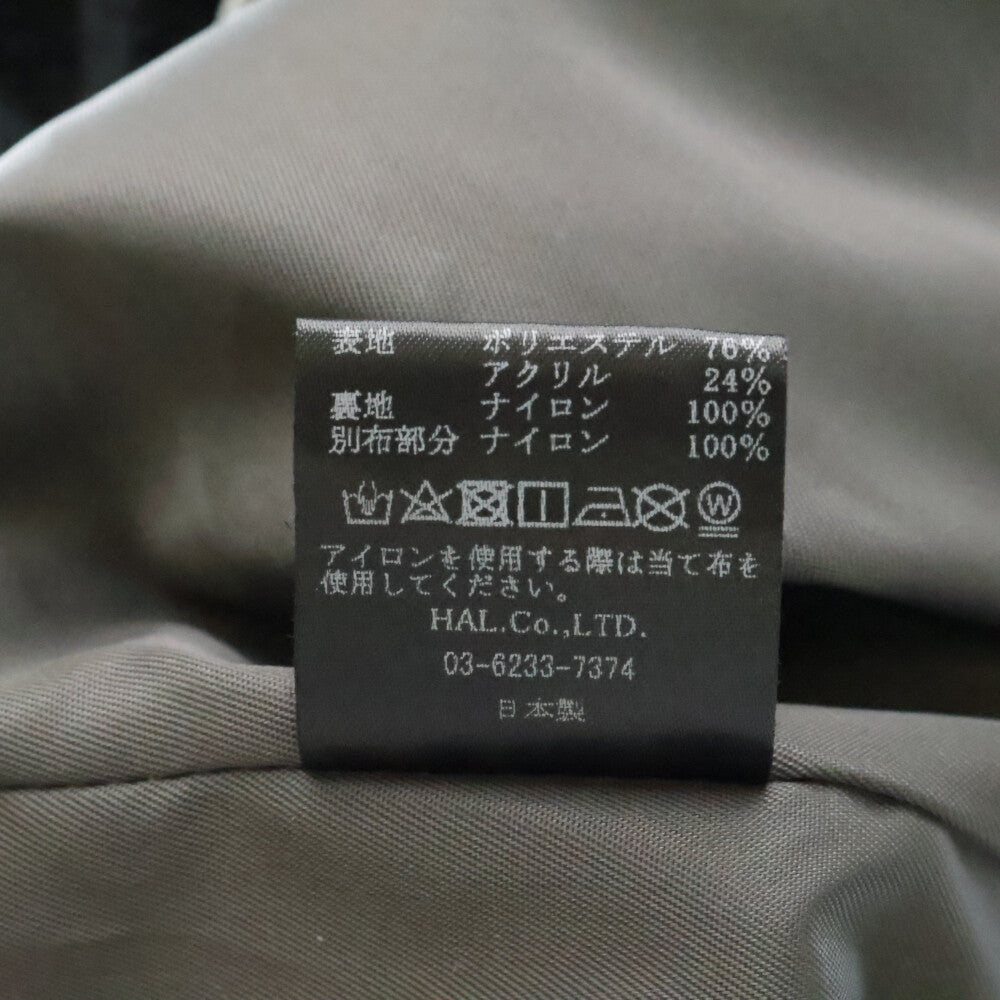 表地 ポリエステル 76%
アクリル 24%
裏地 ナイロン 100%
別布部分 ナイロン 100%
W
アイロンを使用する際は当て布を
使用してください。
HAL.Co.,LTD.
03-6233-7374
日本製